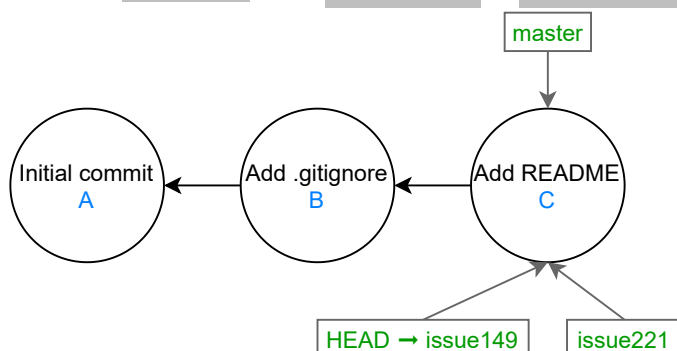 master
Initial commit
A
Add .gitignore
B
Add README
C
HEAD ➞ issue149
issue221